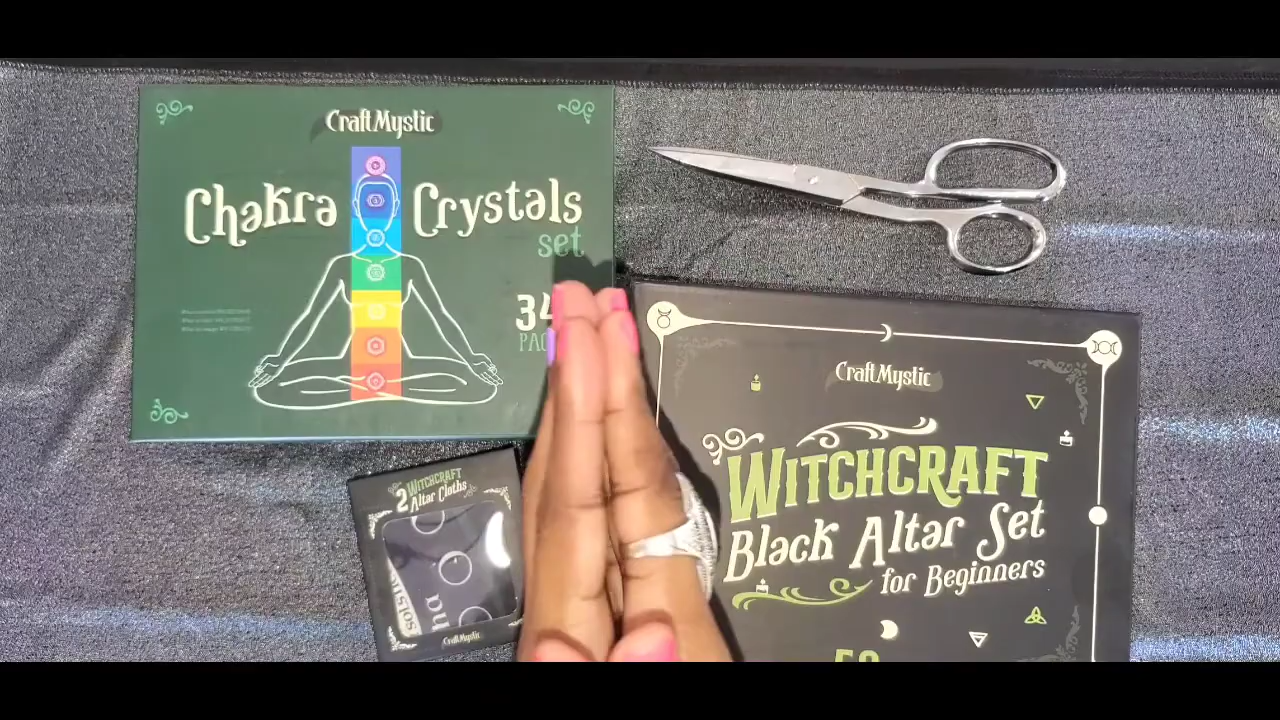 CraftMystic
Chakra Crystals
set
34
CraftMystic
WITCHCRAFT
Black Altar Set
for Beginners
2 WITCHCRAFT
Altar Cloths
CraftMystic